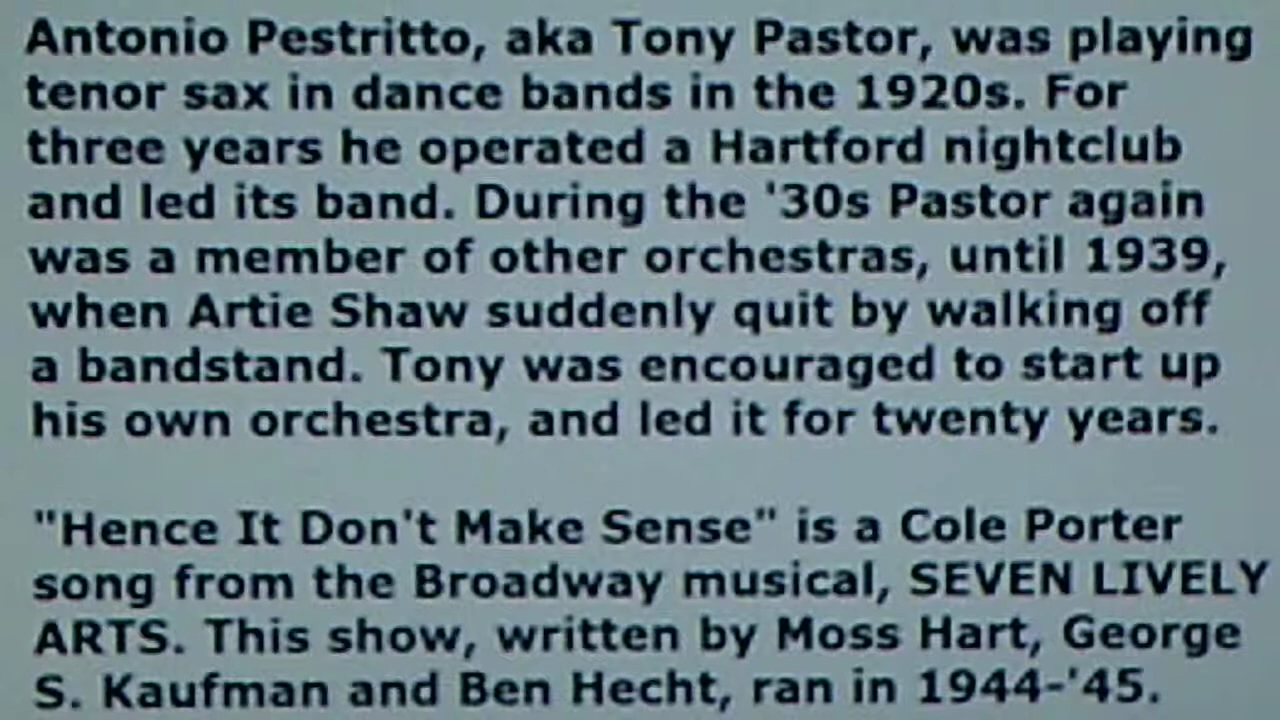 Antonio Pestritto, aka Tony Pastor, was playing
tenor sax in dance bands in the 1920s. For
three years he operated a Hartford nightclub
and led its band. During the '30s Pastor again
was a member of other orchestras, until 1939,
when Artie Shaw suddenly quit by walking off
a bandstand. Tony was encouraged to start up
his own orchestra, and led it for twenty years.
"Hence It Don't Make Sense" is a Cole Porter
song from the Broadway musical, SEVEN LIVELY
ARTS. This show, written by Moss Hart, George
S. Kaufman and Ben Hecht, ran in 1944-'45.